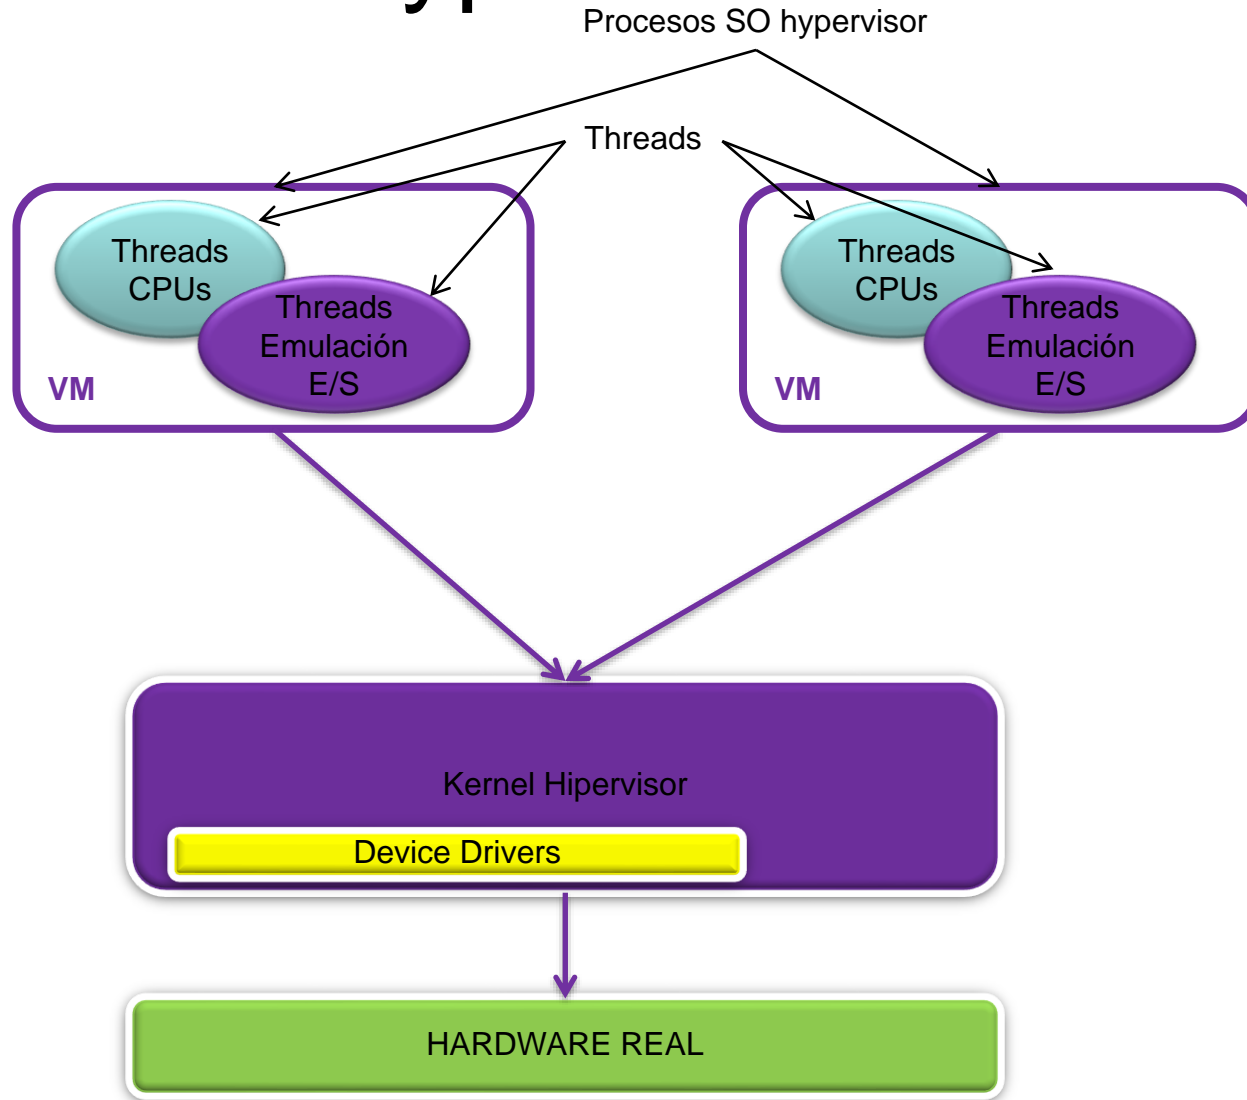 Procesos SO hypervisor
Threads
Threads
CPUs
Threads
Emulación
E/S
VM
Threads
CPUs
Threads
Emulación
E/S
VM
Kernel Hipervisor
Device Drivers
HARDWARE REAL